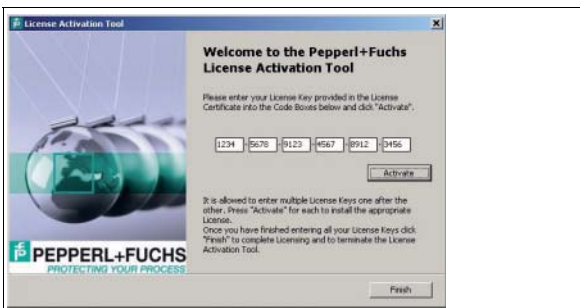 License Activation Tool
Welcome to the Pepperl+Fuchs
License Activation Tool
Please enter your License Key provided in the License
Certificate into the Code Boxes below and click "Activate".
1234 - 5678 - 9123 - 4567 - 8912 - 3456
Activate
It is allowed to enter multiple License Keys one after the
other. Press "Activate" for each to install the appropriate
License.
Once you have finished entering all your License Keys click
"Finish" to complete Licensing and to terminate the License
Activation Tool.
PEPPERL+FUCHS
PROTECTING YOUR PROCESS
Finish